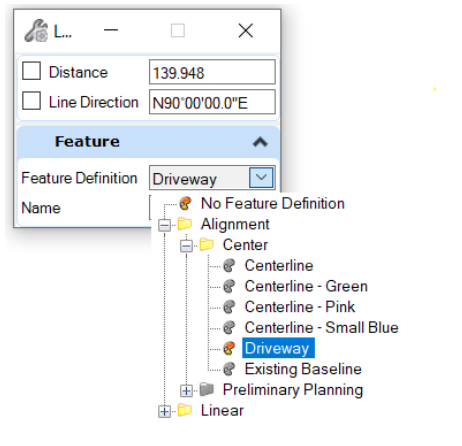 L...
Distance 139.948
Line Direction N90°00'00.0"E
Feature
Feature Definition Driveway
Name
No Feature Definition
Alignment
Center
Centerline
Centerline - Green
Centerline - Pink
Centerline - Small Blue
Driveway
Existing Baseline
Preliminary Planning
Linear